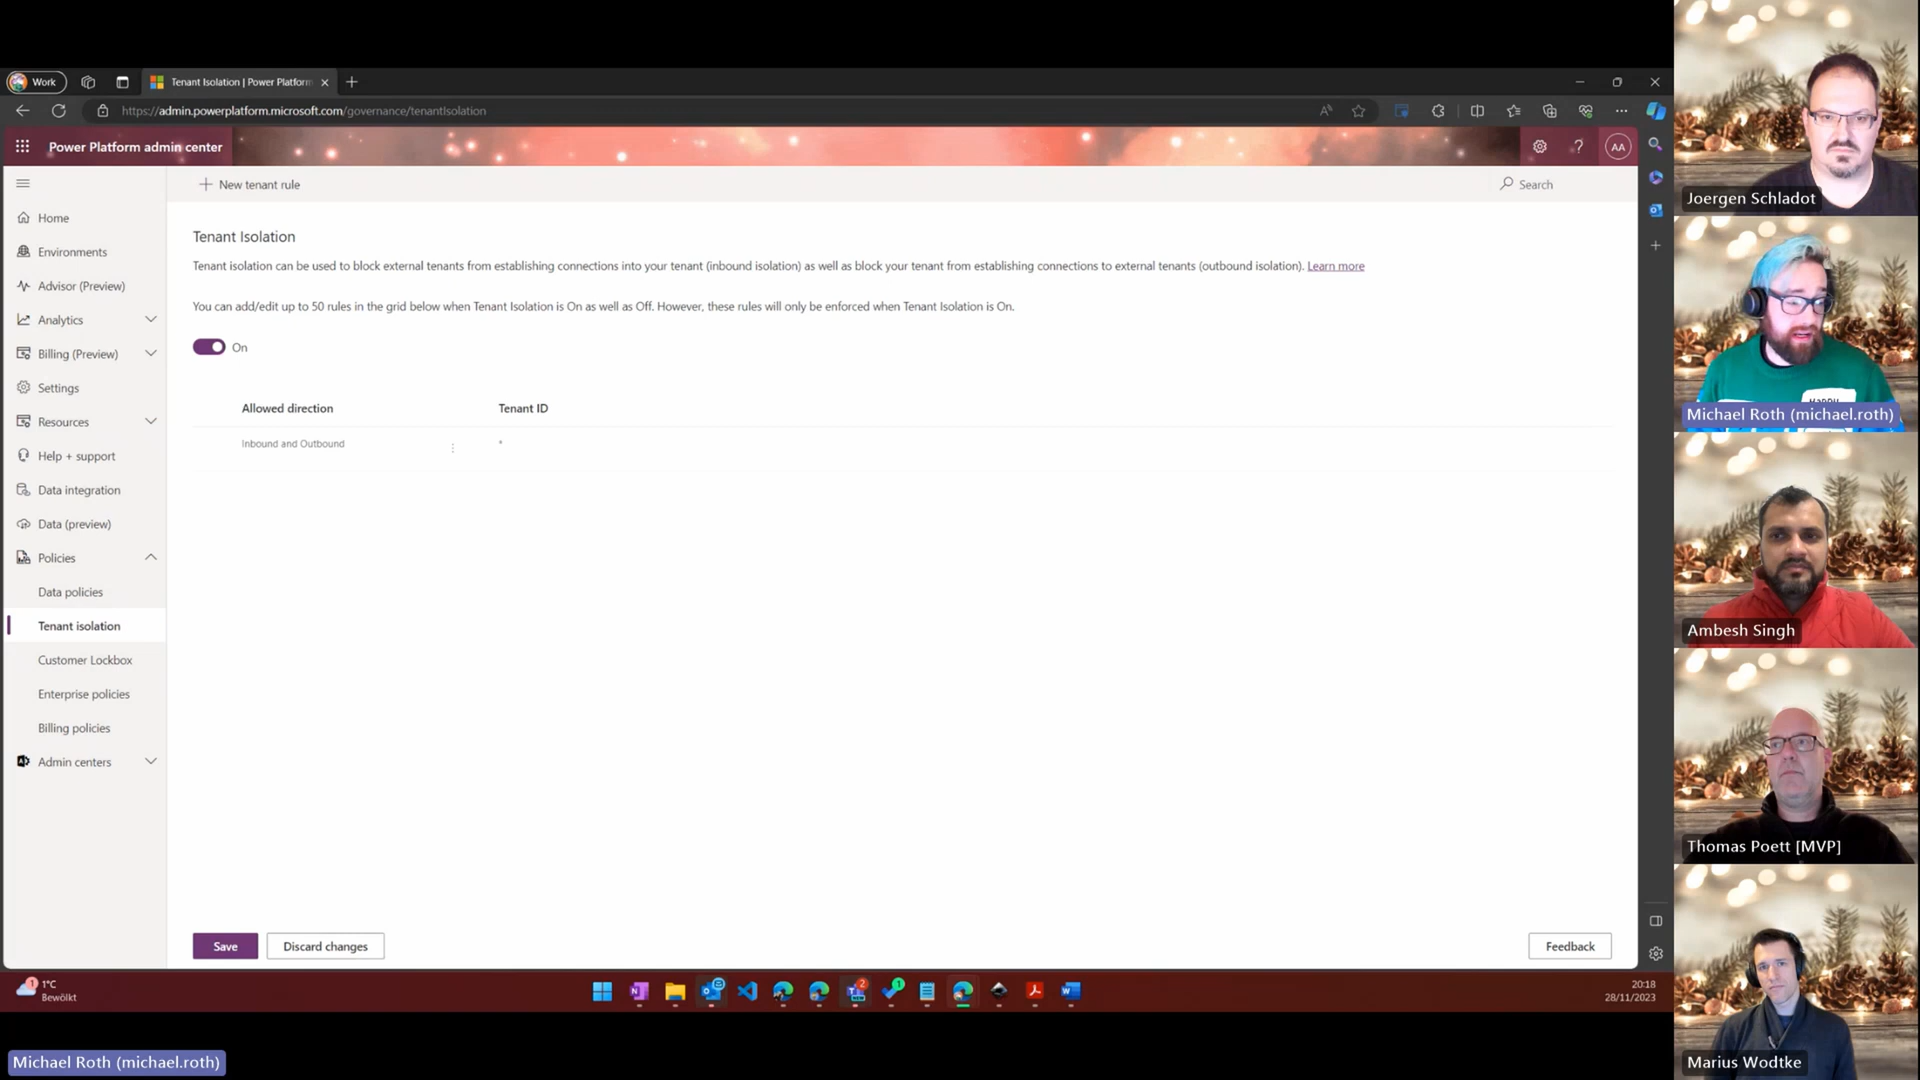 Work
Tenant Isolation | Power Platform
https://admin.powerplatform.microsoft.com/governance/tenantIsolation
Power Platform admin center
AA
New tenant rule
Search
Home
Environments
Advisor (Preview)
Analytics
Billing (Preview)
Settings
Resources
Help + support
Data integration
Data (preview)
Policies
Data policies
Tenant isolation
Customer Lockbox
Enterprise policies
Billing policies
Admin centers
Tenant Isolation
Tenant isolation can be used to block external tenants from establishing connections into your tenant (inbound isolation) as well as block your tenant from establishing connections to external tenants (outbound isolation). Learn more
You can add/edit up to 50 rules in the grid below when Tenant Isolation is On as well as Off. However, these rules will only be enforced when Tenant Isolation is On.
On
Allowed direction Tenant ID
Inbound and Outbound *
Save Discard changes Feedback
1°C
Bewölkt
20:18
28/11/2023
Michael Roth (michael.roth)
Joergen Schladot
Michael Roth (michael.roth)
Ambesh Singh
Thomas Poett [MVP]
Marius Wodtke